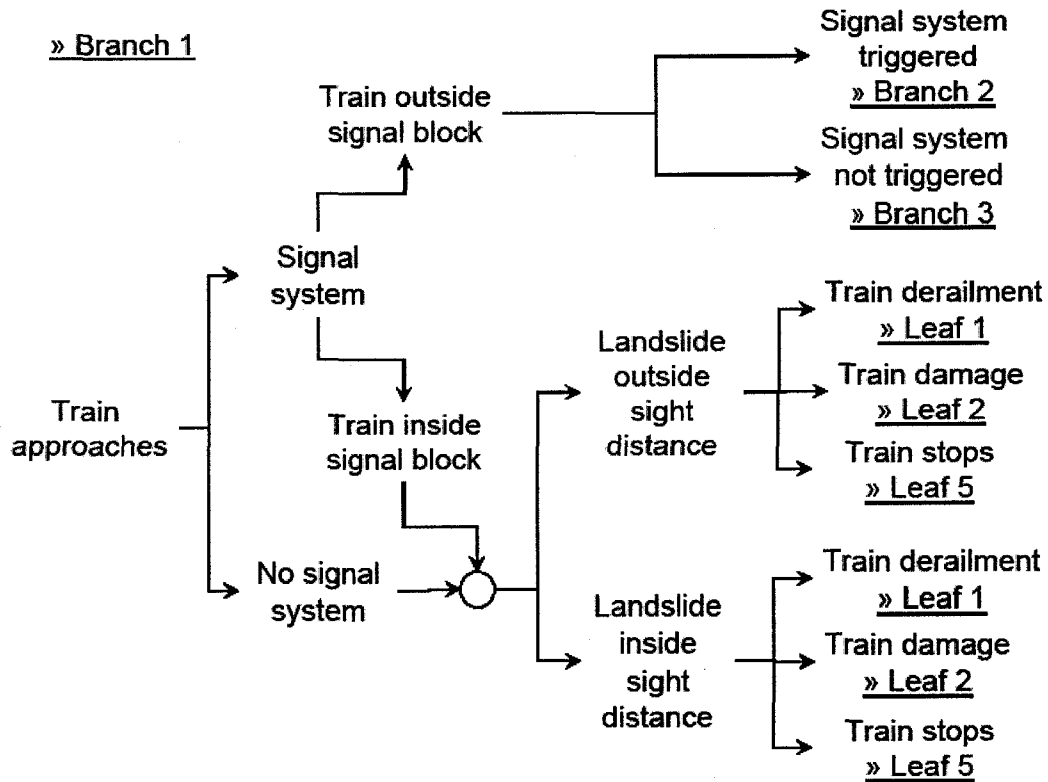 » Branch 1
Signal system
triggered
» Branch 2
Train outside
signal block
Signal system
not triggered
» Branch 3
Signal
system
Train derailment
» Leaf 1
Landslide
outside
sight
distance
Train damage
» Leaf 2
Train
approaches
Train inside
signal block
Train stops
» Leaf 5
No signal
system
Train derailment
» Leaf 1
Landslide
inside
sight
distance
Train damage
» Leaf 2
Train stops
» Leaf 5